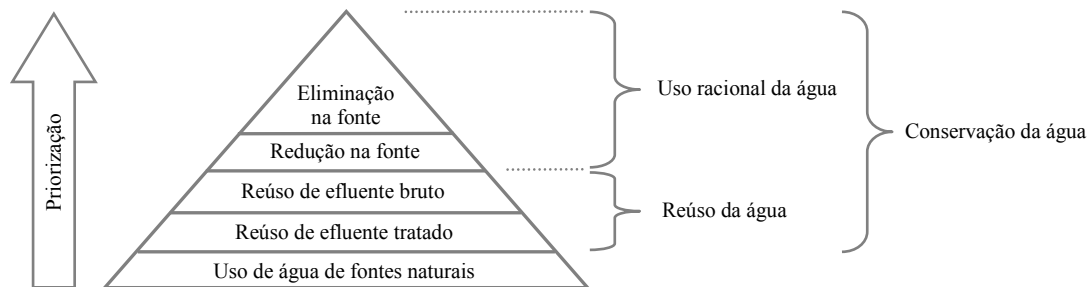 Priorização
Eliminação
na fonte
Redução na fonte
Reúso de efluente bruto
Reúso de efluente tratado
Uso de água de fontes naturais
Uso racional da água
Reúso da água
Conservação da água